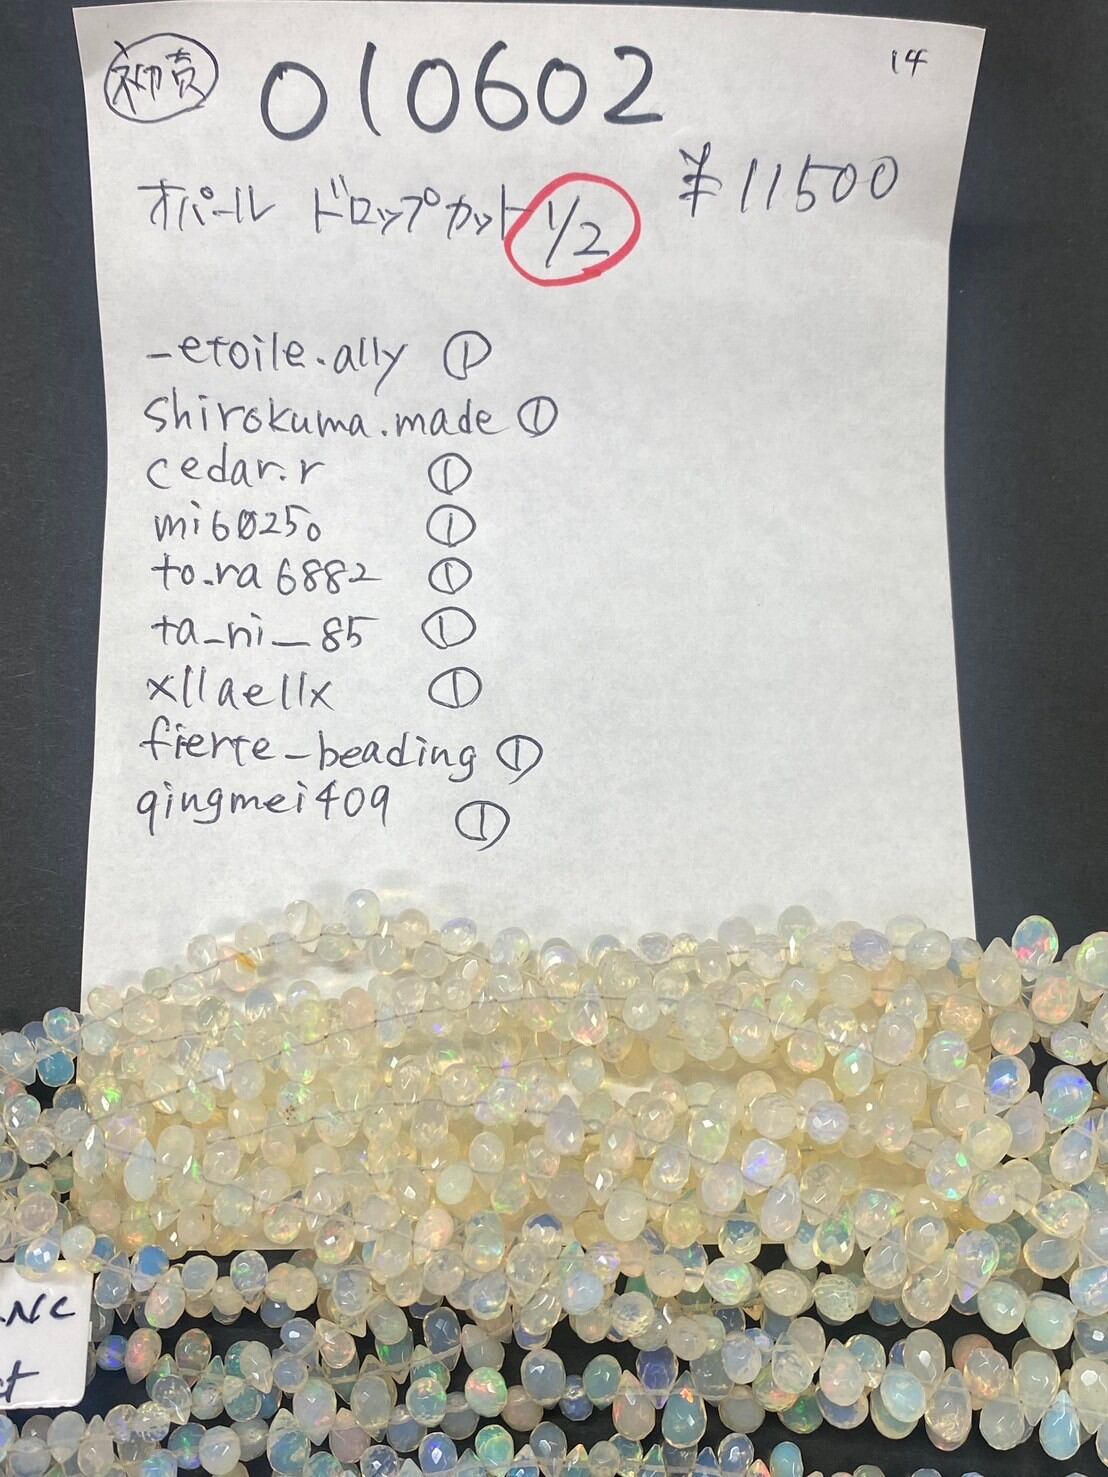 初売 010602 14
オパール ドロップカット 1/2 ¥11500
-etoile.ally ①
shirokuma.made ①
cedar.r ①
mi60250 ①
to.ra6882 ①
ta_ni_85 ①
xllaellx ①
fierte_beading ①
qingmei409 ①